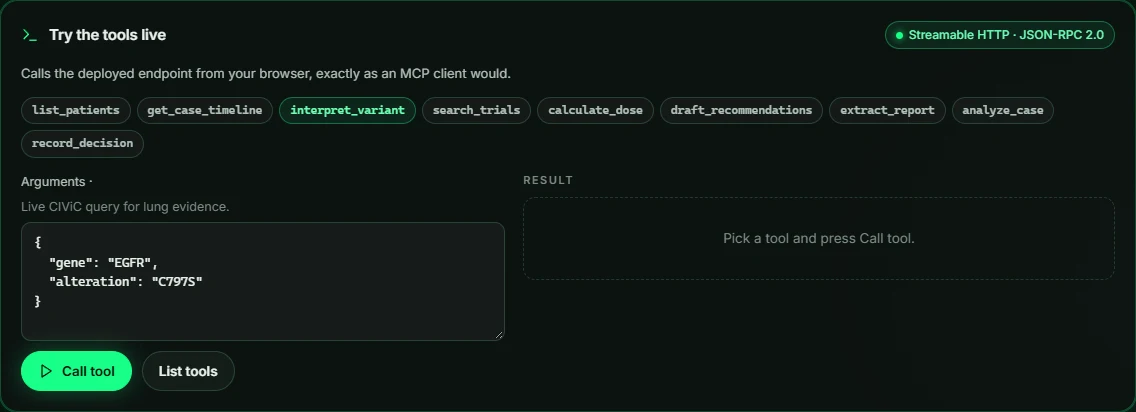 Try the tools live
Streamable HTTP · JSON-RPC 2.0
Calls the deployed endpoint from your browser, exactly as an MCP client would.
list_patients get_case_timeline interpret_variant search_trials calculate_dose draft_recommendations extract_report analyze_case
record_decision
Arguments ·
Live CIViC query for lung evidence.
{
  "gene": "EGFR",
  "alteration": "C797S"
}
Call tool List tools
RESULT
Pick a tool and press Call tool.